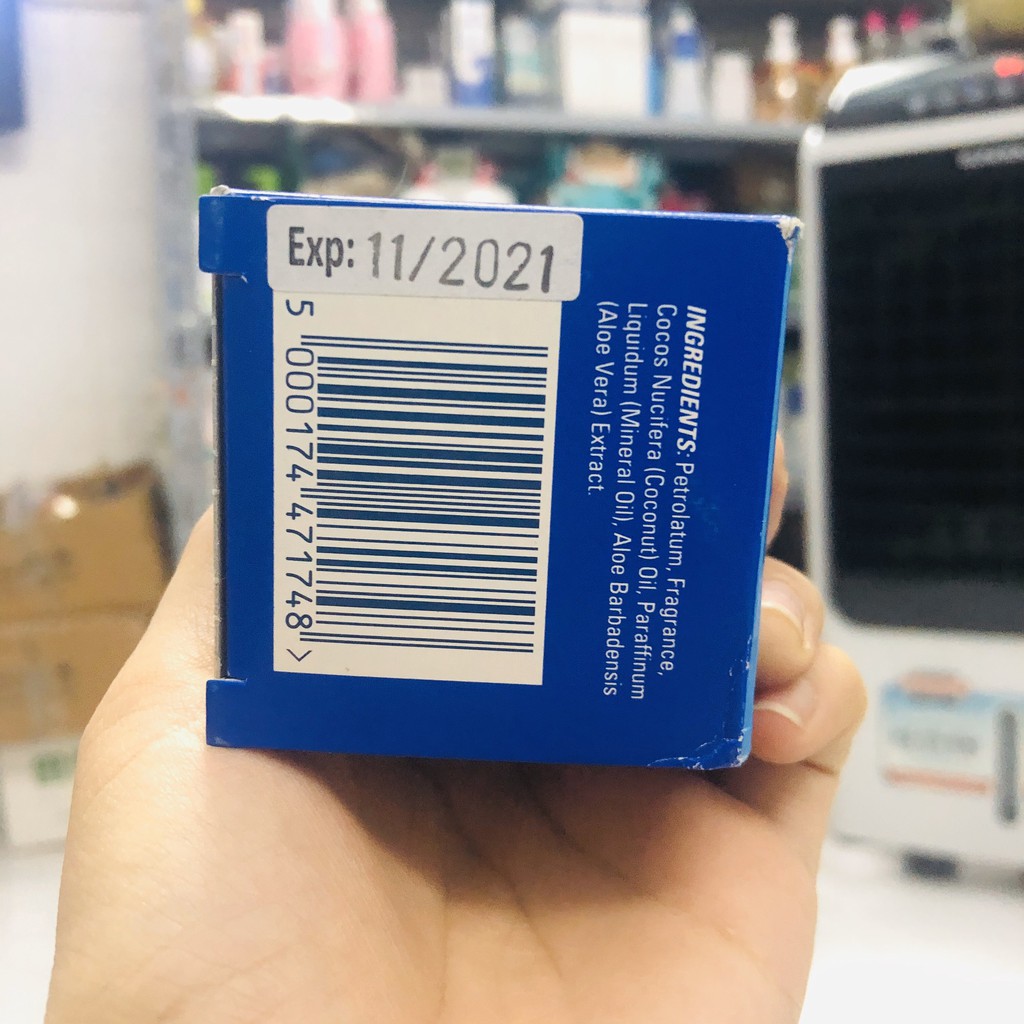 Exp: 11/2021
5 000174 471748 >
INGREDIENTS: Petrolatum, Fragrance,
Cocos Nucifera (Coconut) Oil, Paraffinum
Liquidum (Mineral Oil), Aloe Barbadensis
(Aloe Vera) Extract.